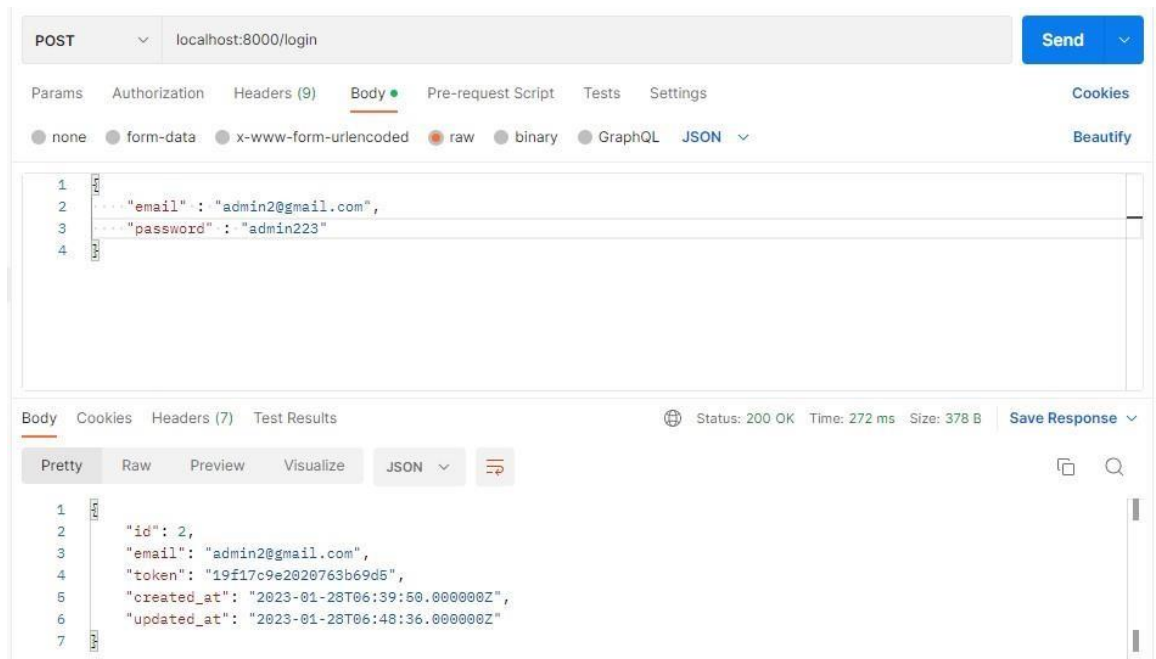 POST localhost:8000/login Send
Params Authorization Headers (9) Body Pre-request Script Tests Settings Cookies
none form-data x-www-form-urlencoded raw binary GraphQL JSON Beautify
1 {
2 "email" : "admin2@gmail.com",
3 "password" : "admin223"
4 }
Body Cookies Headers (7) Test Results Status: 200 OK Time: 272 ms Size: 378 B Save Response
Pretty Raw Preview Visualize JSON
1 {
2 "id": 2,
3 "email": "admin2@gmail.com",
4 "token": "19f17c9e2020763b69d5",
5 "created_at": "2023-01-28T06:39:50.000000Z",
6 "updated_at": "2023-01-28T06:48:36.000000Z"
7 }